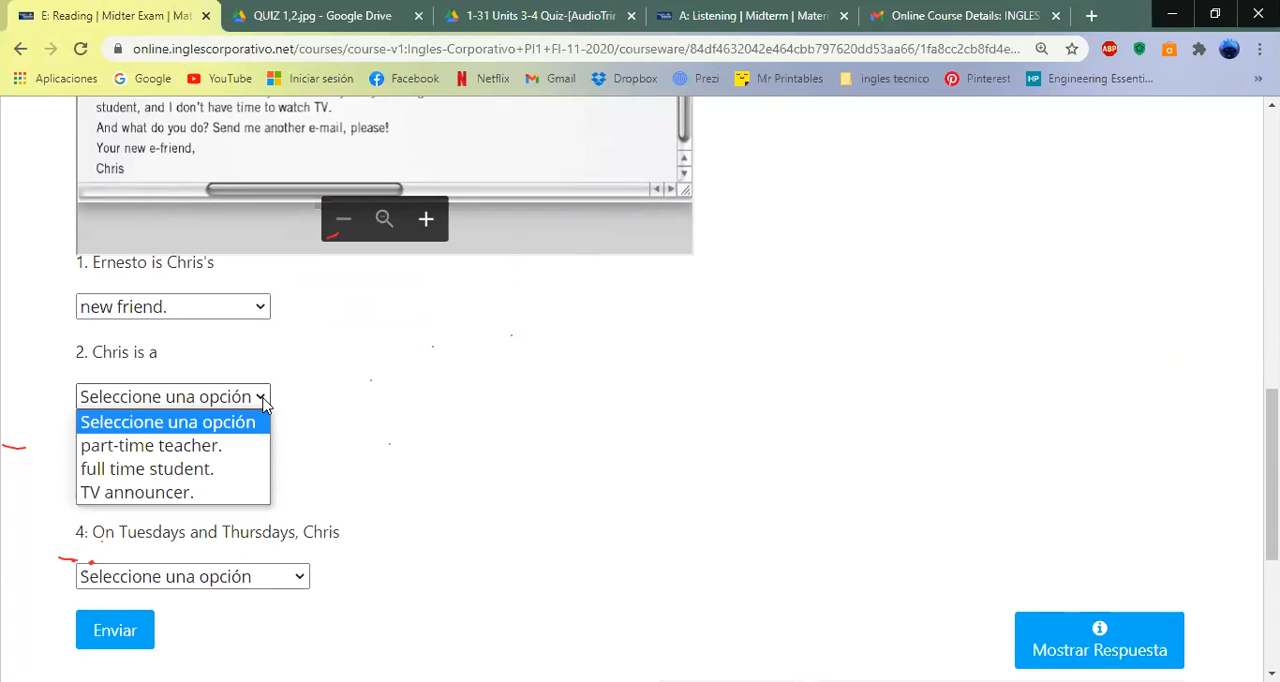 E: Reading | Midter Exam | Mat
QUIZ 1,2.jpg - Google Drive
1-31 Units 3-4 Quiz-[AudioTrim
A: Listening | Midterm | Materi
Online Course Details: INGLES
online.inglescorporativo.net/courses/course-v1:Ingles-Corporativo+PI1+FI-11-2020/courseware/84df4632042e464cbb797620dd53aa66/1fa8cc2cb8fd4e...
Aplicaciones
Google
YouTube
Iniciar sesión
Facebook
Netflix
Gmail
Dropbox
Prezi
Mr Printables
ingles tecnico
Pinterest
Engineering Essenti...
student, and I don't have time to watch TV.
And what do you do? Send me another e-mail, please!
Your new e-friend,
Chris
1. Ernesto is Chris's
new friend.
2. Chris is a
Seleccione una opción
Seleccione una opción
part-time teacher.
full time student.
TV announcer.
4: On Tuesdays and Thursdays, Chris
Seleccione una opción
Enviar
Mostrar Respuesta